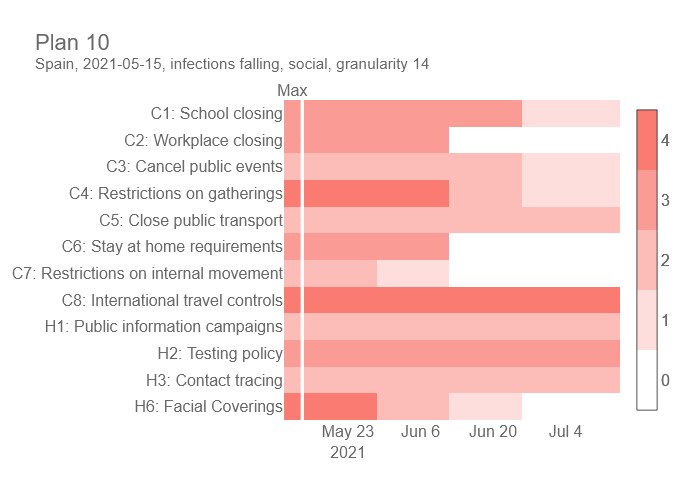 Plan 10
Spain, 2021-05-15, infections falling, social, granularity 14
Max
C1: School closing
C2: Workplace closing
C3: Cancel public events
C4: Restrictions on gatherings
C5: Close public transport
C6: Stay at home requirements
C7: Restrictions on internal movement
C8: International travel controls
H1: Public information campaigns
H2: Testing policy
H3: Contact tracing
H6: Facial Coverings
May 23 Jun 6 Jun 20 Jul 4
2021
4
3
2
1
0